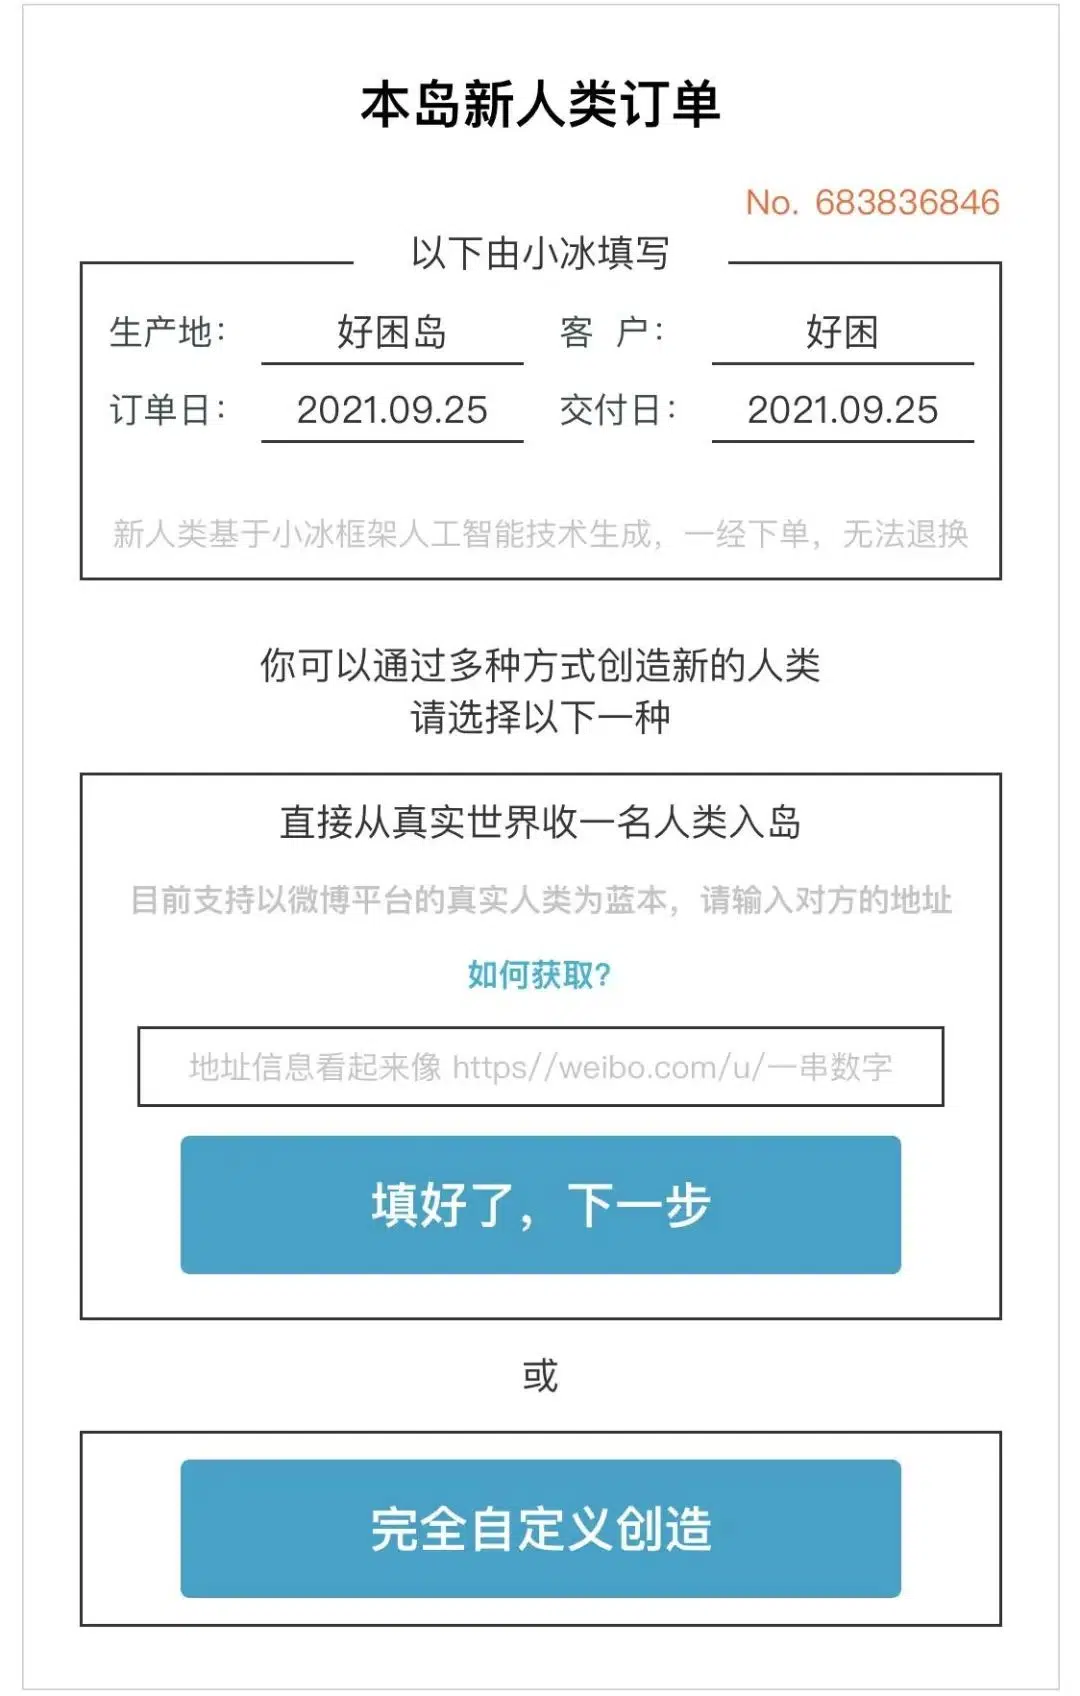 本岛新人类订单
No. 683836846
以下由小冰填写
生产地： 好困岛 客 户： 好困
订单日： 2021.09.25 交付日： 2021.09.25
新人类基于小冰框架人工智能技术生成，一经下单，无法退换
你可以通过多种方式创造新的人类
请选择以下一种
直接从真实世界收一名人类入岛
目前支持以微博平台的真实人类为蓝本，请输入对方的地址
如何获取?
地址信息看起来像 https//weibo.com/u/一串数字
填好了，下一步
或
完全自定义创造